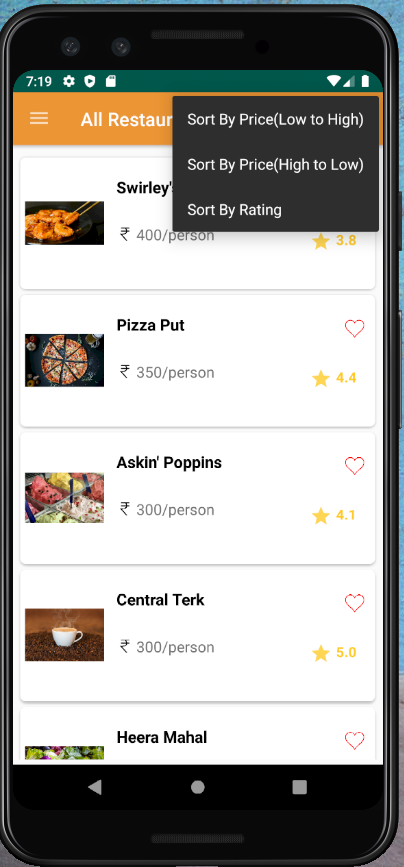 7:19
All Restaur
Sort By Price(Low to High)
Sort By Price(High to Low)
Sort By Rating
Swirley'
₹ 400/person
3.8
Pizza Put
₹ 350/person
4.4
Askin' Poppins
₹ 300/person
4.1
Central Terk
₹ 300/person
5.0
Heera Mahal